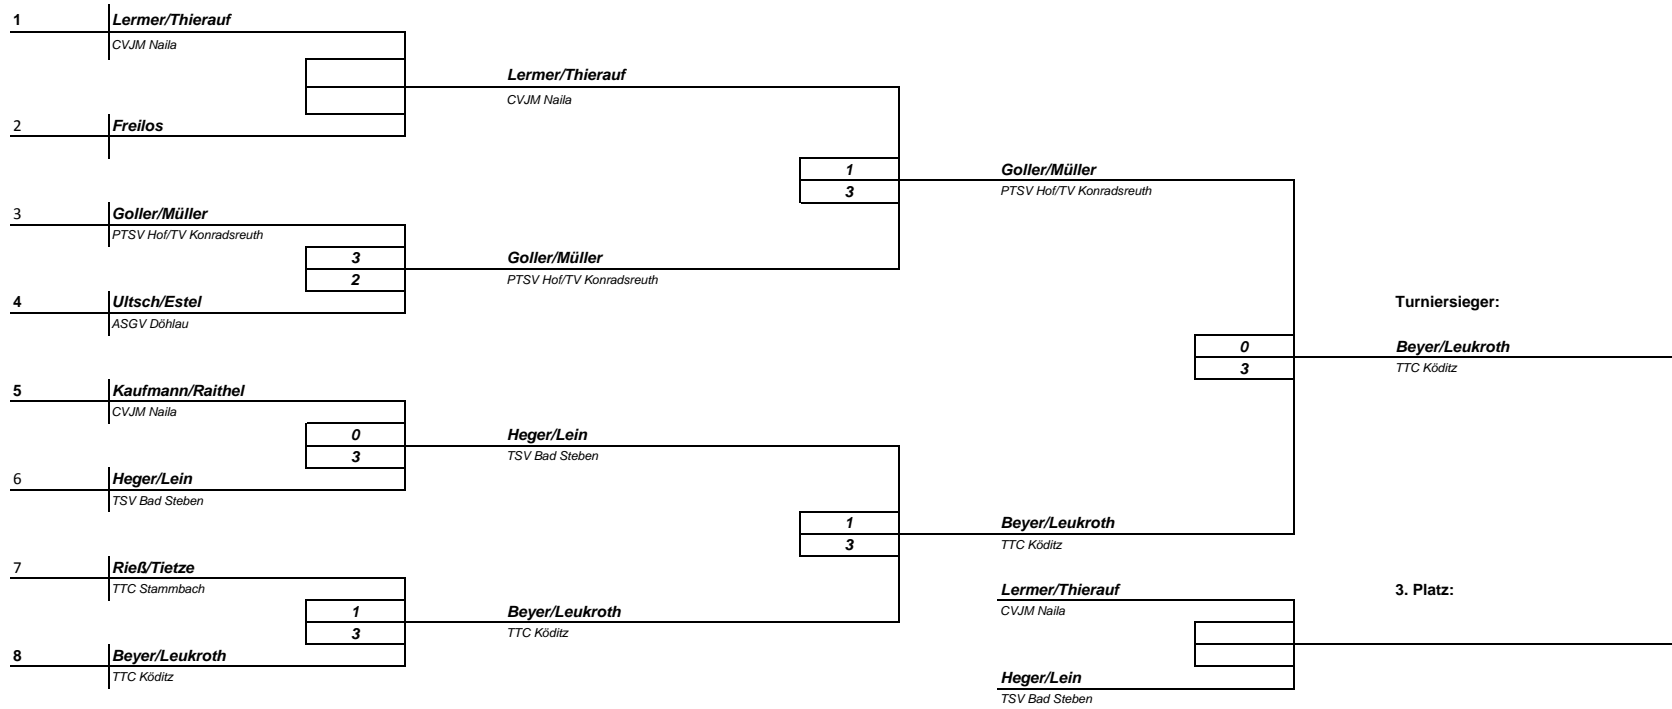 1
Lermer/Thierauf
CVJM Naila
Lermer/Thierauf
CVJM Naila
2
Freilos
1
3
Goller/Müller
PTSV Hof/TV Konradsreuth
3
Goller/Müller
PTSV Hof/TV Konradsreuth
3
2
Goller/Müller
PTSV Hof/TV Konradsreuth
4
Ultsch/Estel
ASGV Döhlau
Turniersieger:
0
3
Beyer/Leukroth
TTC Köditz
5
Kaufmann/Raithel
CVJM Naila
0
3
Heger/Lein
TSV Bad Steben
6
Heger/Lein
TSV Bad Steben
1
3
Beyer/Leukroth
TTC Köditz
7
Rieß/Tietze
TTC Stammbach
Lermer/Thierauf
CVJM Naila
3. Platz:
1
3
Beyer/Leukroth
TTC Köditz
8
Beyer/Leukroth
TTC Köditz
Heger/Lein
TSV Bad Steben